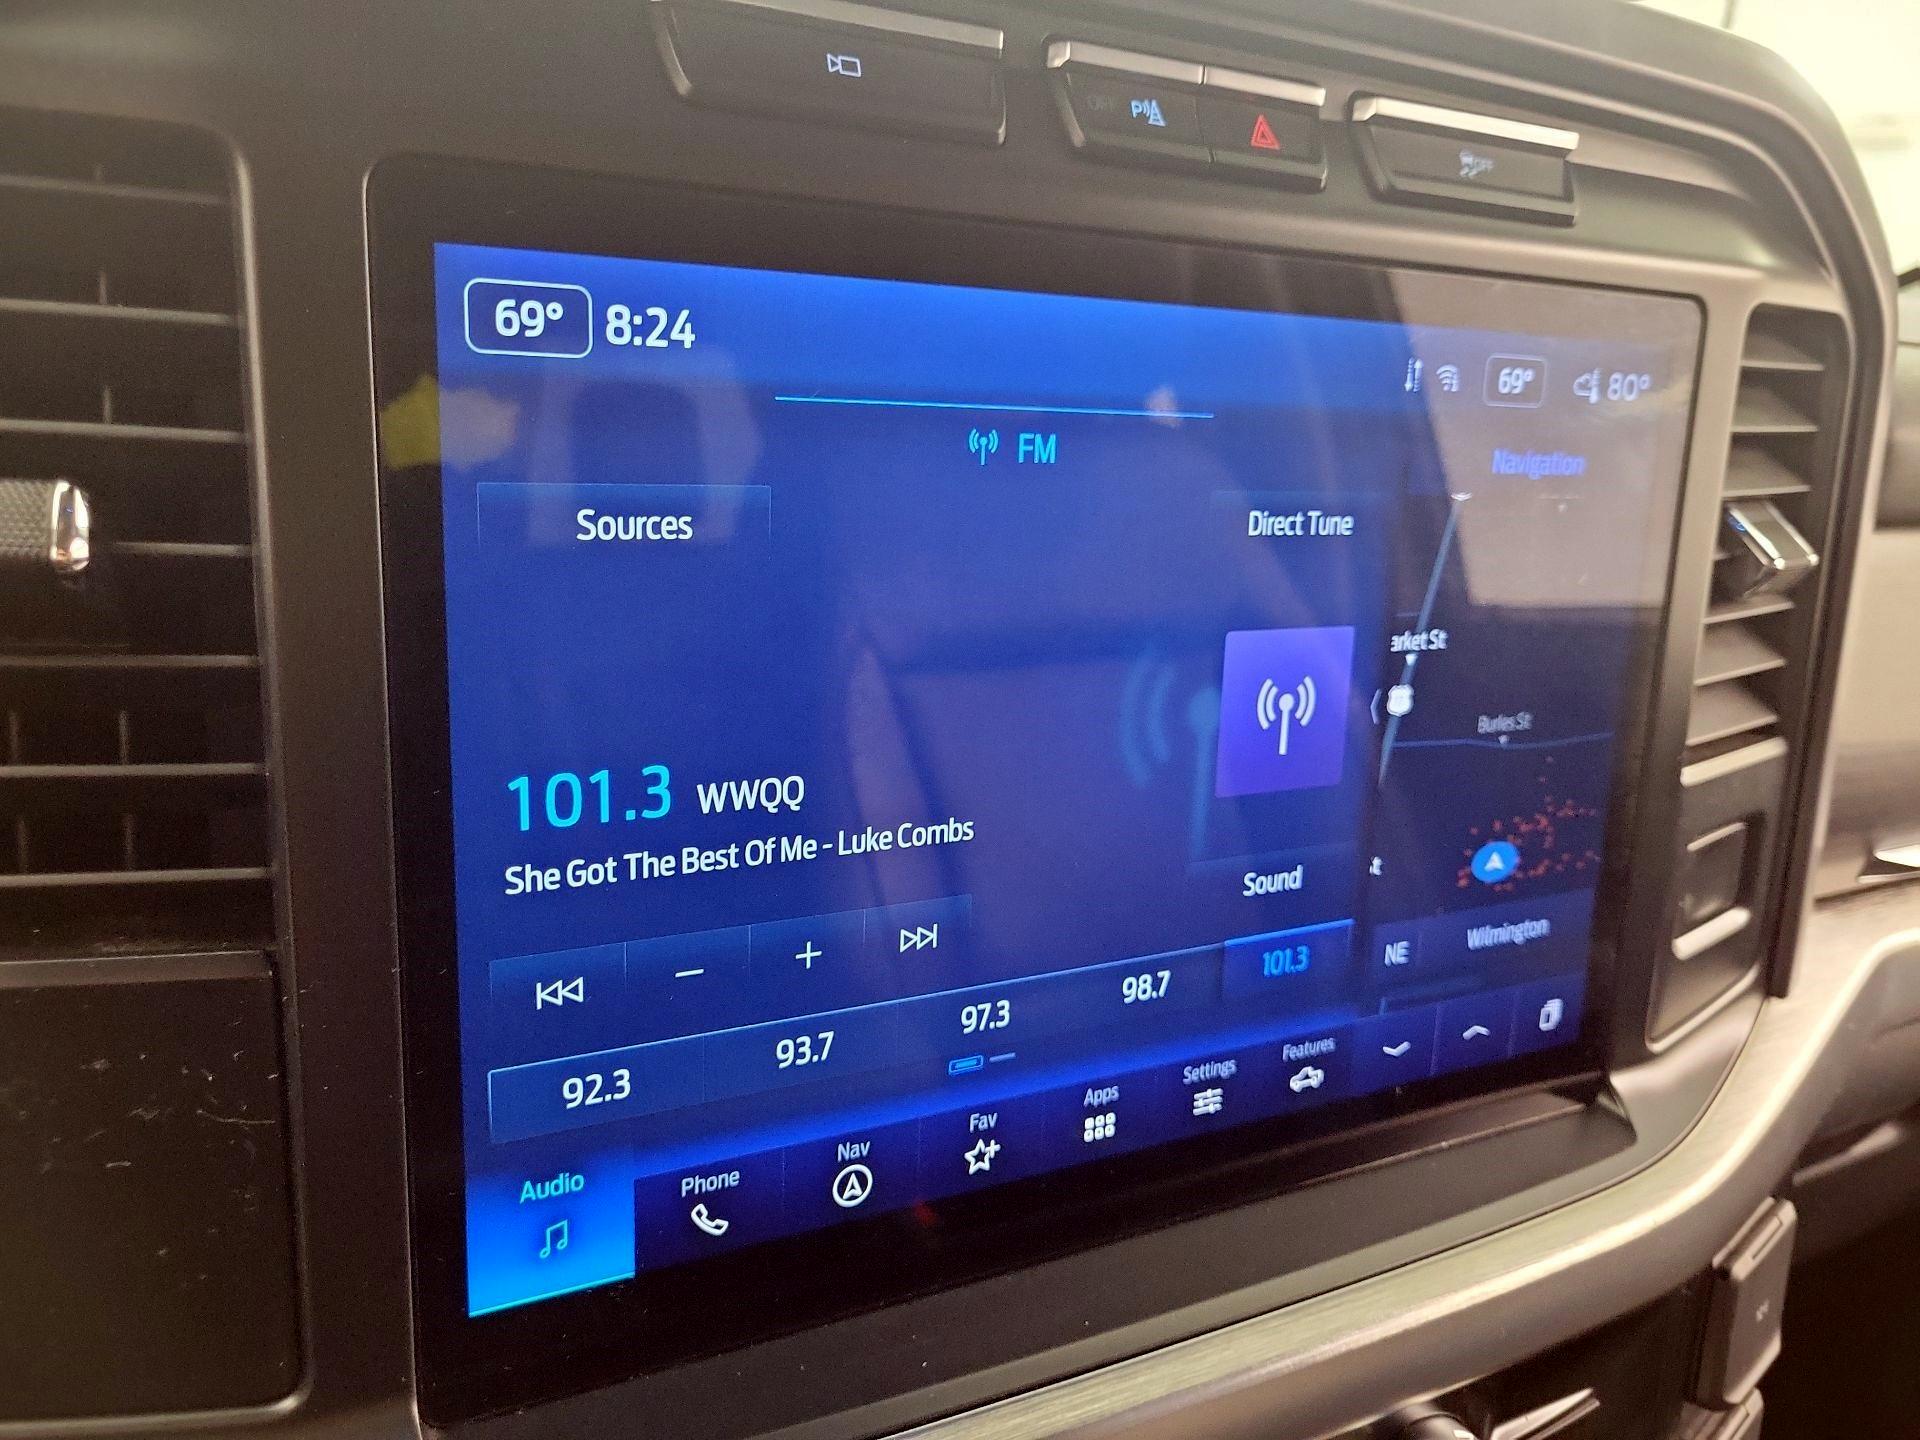 OFF P
OFF
69° 8:24
69° 80°
FM
Navigation
Sources
Direct Tune
arket St
Burles St
101.3 WWQQ
She Got The Best Of Me - Luke Combs
t
Sound
NE Wilmington
92.3 93.7 97.3 98.7 101.3
Audio Phone Nav Fav Apps Settings Features